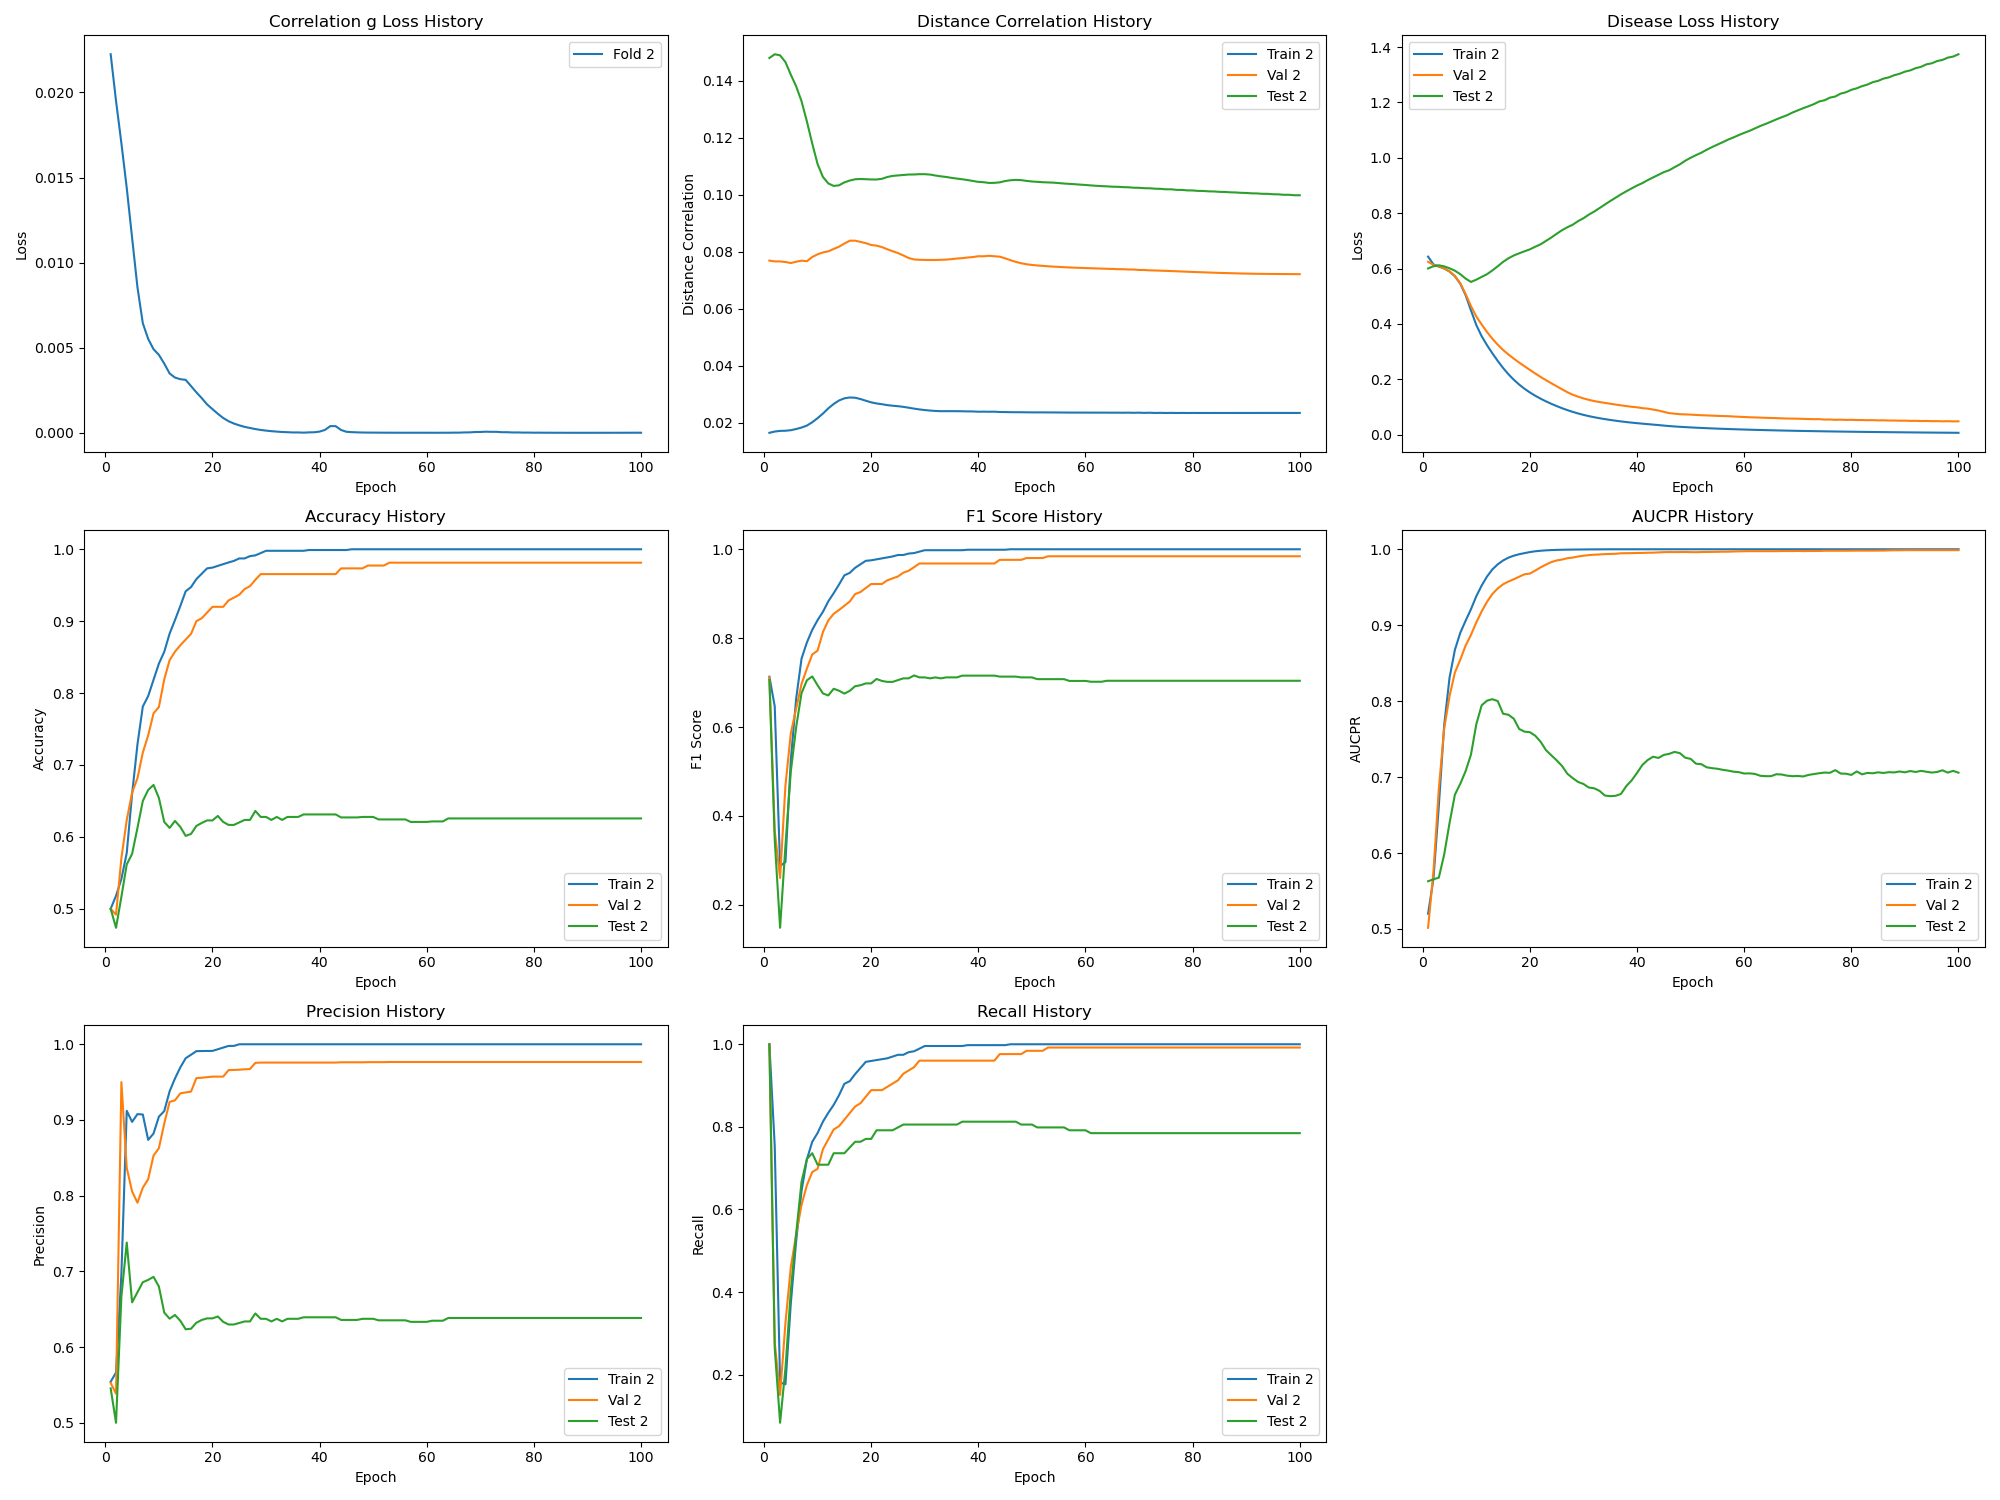 Correlation g Loss History
Loss
0.020
0.015
0.010
0.005
0.000
0 20 40 60 80 100
Epoch
Fold 2
Distance Correlation History
Distance Correlation
0.14
0.12
0.10
0.08
0.06
0.04
0.02
0 20 40 60 80 100
Epoch
Train 2
Val 2
Test 2
Disease Loss History
Loss
1.4
1.2
1.0
0.8
0.6
0.4
0.2
0.0
0 20 40 60 80 100
Epoch
Train 2
Val 2
Test 2
Accuracy History
Accuracy
1.0
0.9
0.8
0.7
0.6
0.5
0 20 40 60 80 100
Epoch
Train 2
Val 2
Test 2
F1 Score History
F1 Score
1.0
0.8
0.6
0.4
0.2
0 20 40 60 80 100
Epoch
Train 2
Val 2
Test 2
AUCPR History
AUCPR
1.0
0.9
0.8
0.7
0.6
0.5
0 20 40 60 80 100
Epoch
Train 2
Val 2
Test 2
Precision History
Precision
1.0
0.9
0.8
0.7
0.6
0.5
0 20 40 60 80 100
Epoch
Train 2
Val 2
Test 2
Recall History
Recall
1.0
0.8
0.6
0.4
0.2
0 20 40 60 80 100
Epoch
Train 2
Val 2
Test 2